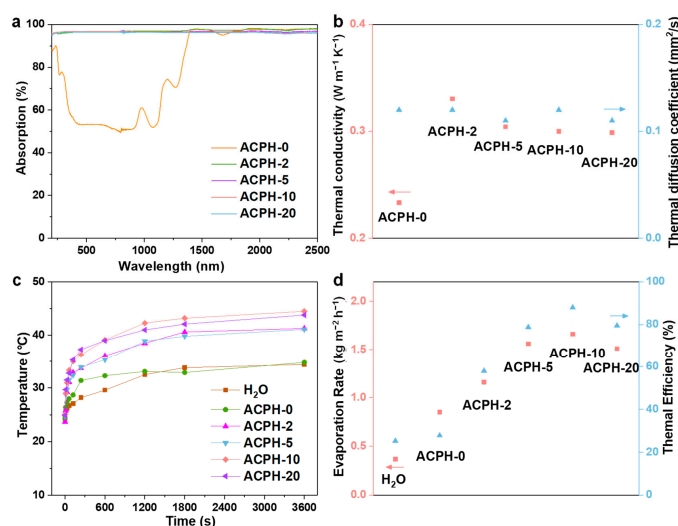 a
Absorption (%)
100
80
60
40
20
0
ACPH-0
ACPH-2
ACPH-5
ACPH-10
ACPH-20
500
1000
1500
2000
2500
Wavelength (nm)
b
Thermal conductivity (W m⁻¹ K⁻¹)
0.4
0.3
0.2
ACPH-0
ACPH-2
ACPH-5
ACPH-10
ACPH-20
0.2
0.1
0.0
Thermal diffusion coefficient (mm²/s)
c
Temperature (℃)
50
40
30
20
10
H₂O
ACPH-0
ACPH-2
ACPH-5
ACPH-10
ACPH-20
0
600
1200
1800
2400
3000
3600
Time (s)
d
Evaporation Rate (kg m⁻² h⁻¹)
2.0
1.5
1.0
0.5
0.0
H₂O
ACPH-0
ACPH-2
ACPH-5
ACPH-10
ACPH-20
100
80
60
40
20
0
Themal Efficiency (%)